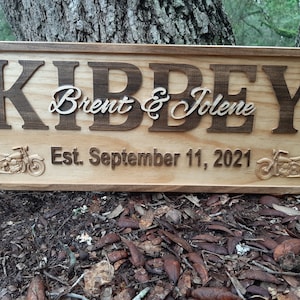 KIBBEY
Brent & Jolene
Est. September 11, 2021